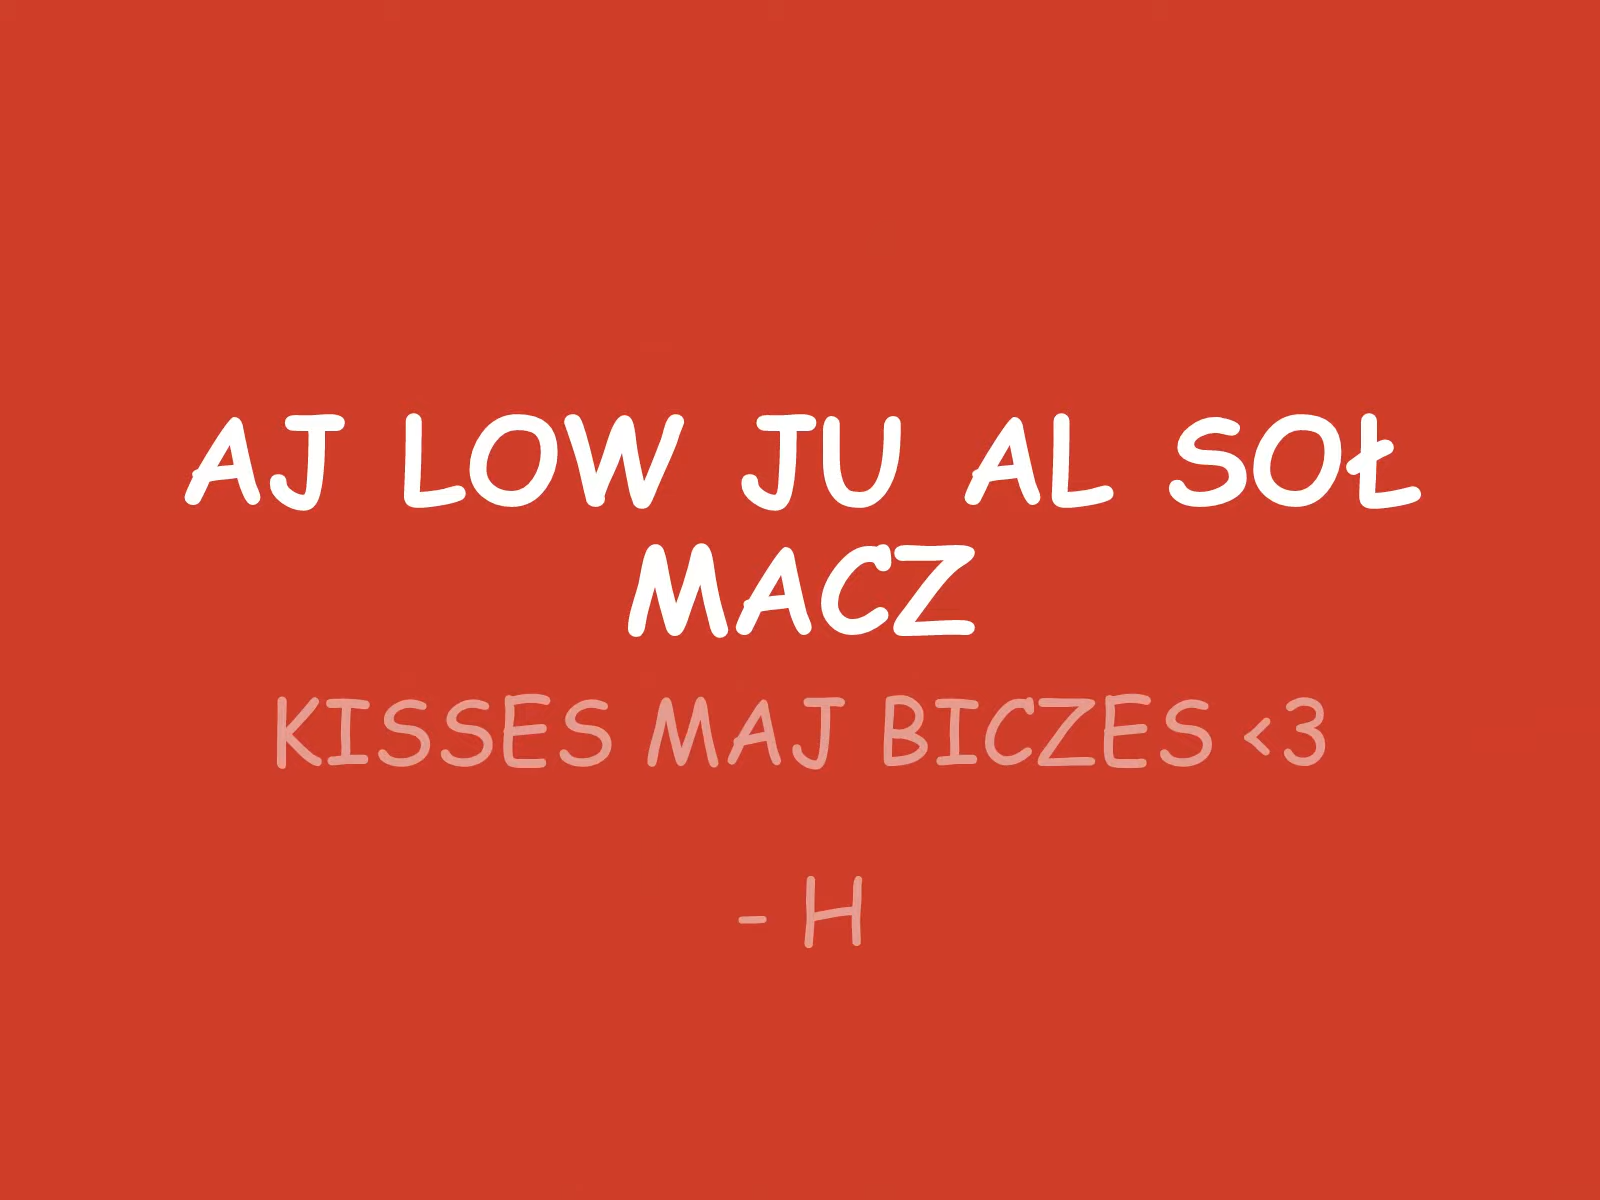 AJ LOW JU AL SOŁ
MACZ
KISSES MAJ BICZES <3
- H